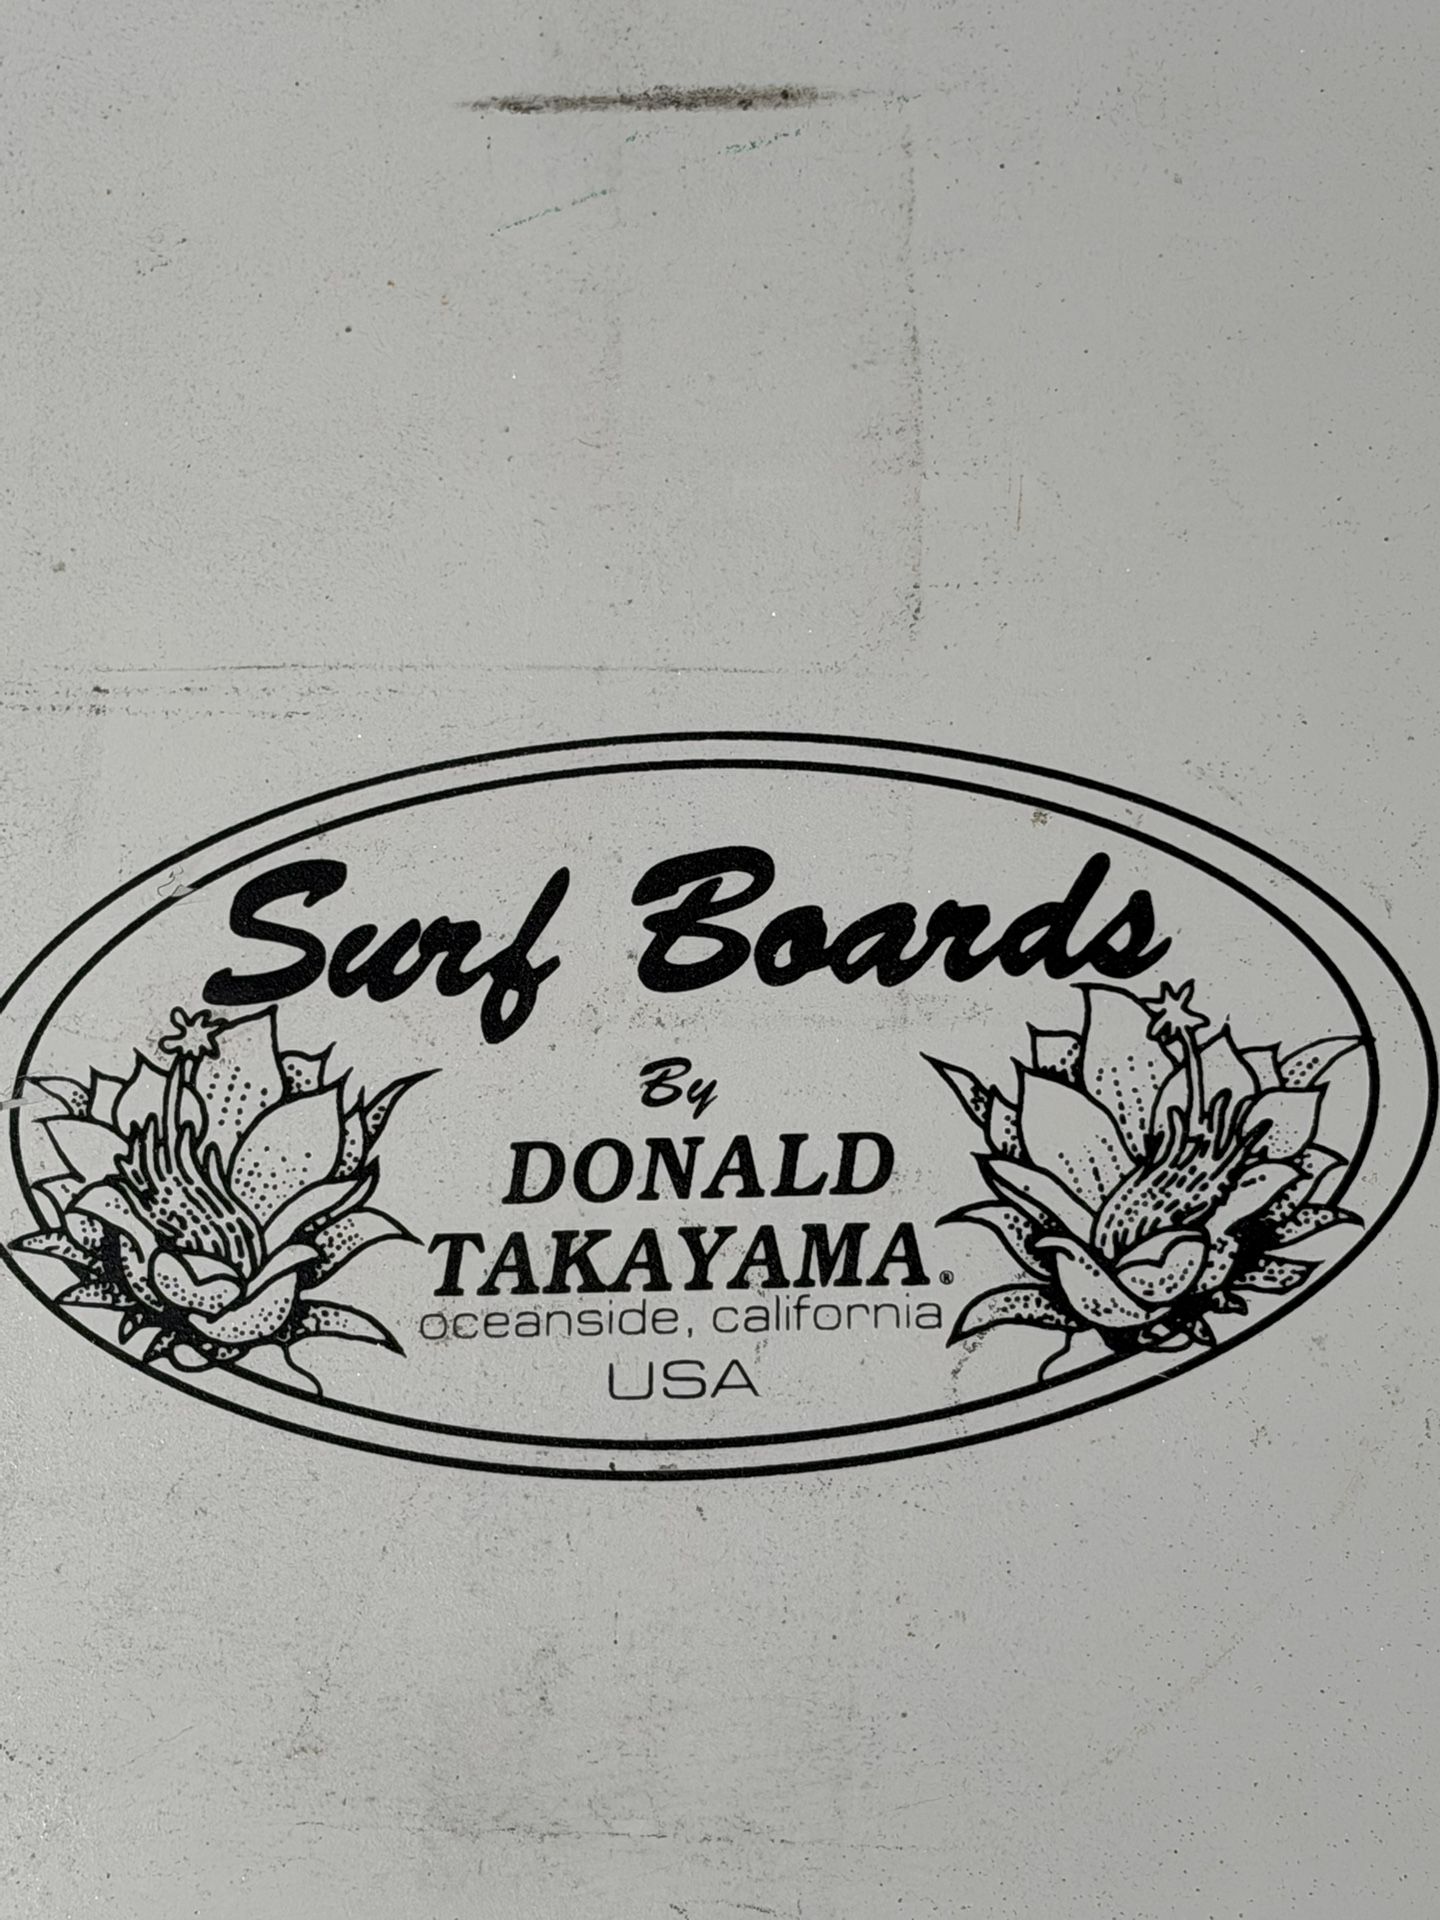 Surf Boards
By
DONALD
TAKAYAMA®
oceanside, california
USA